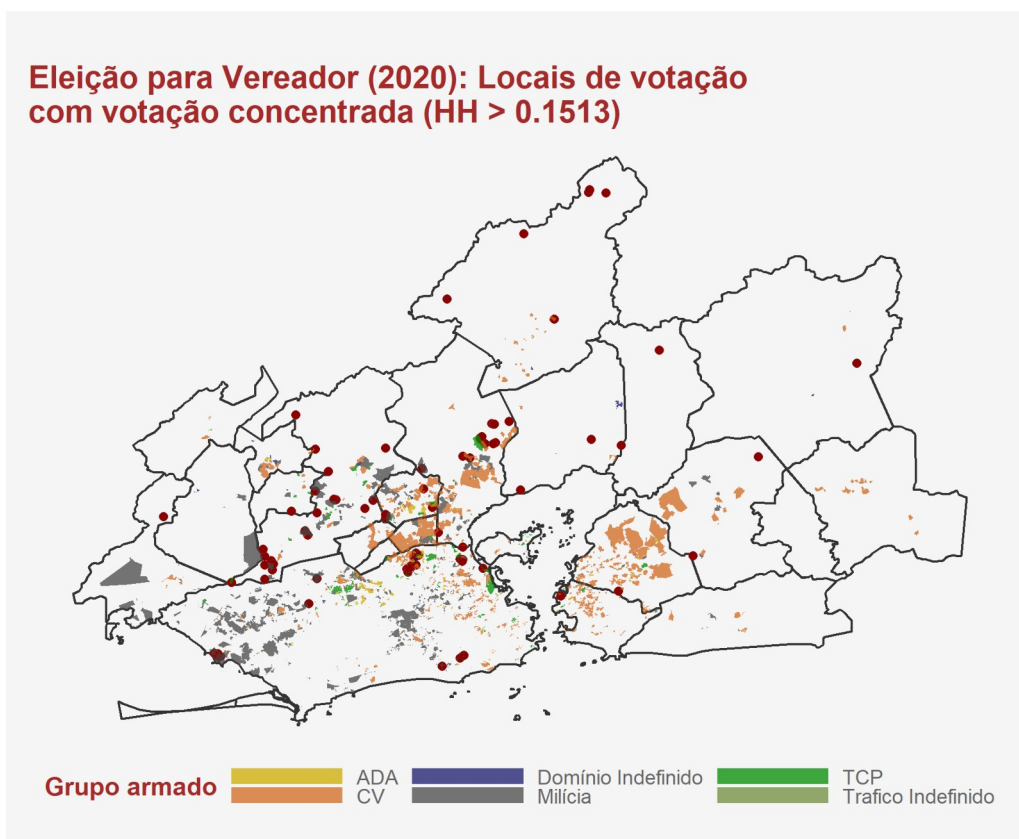 Eleição para Vereador (2020): Locais de votação
com votação concentrada (HH > 0.1513)
Grupo armado
ADA
CV
Domínio Indefinido
Milícia
TCP
Trafico Indefinido